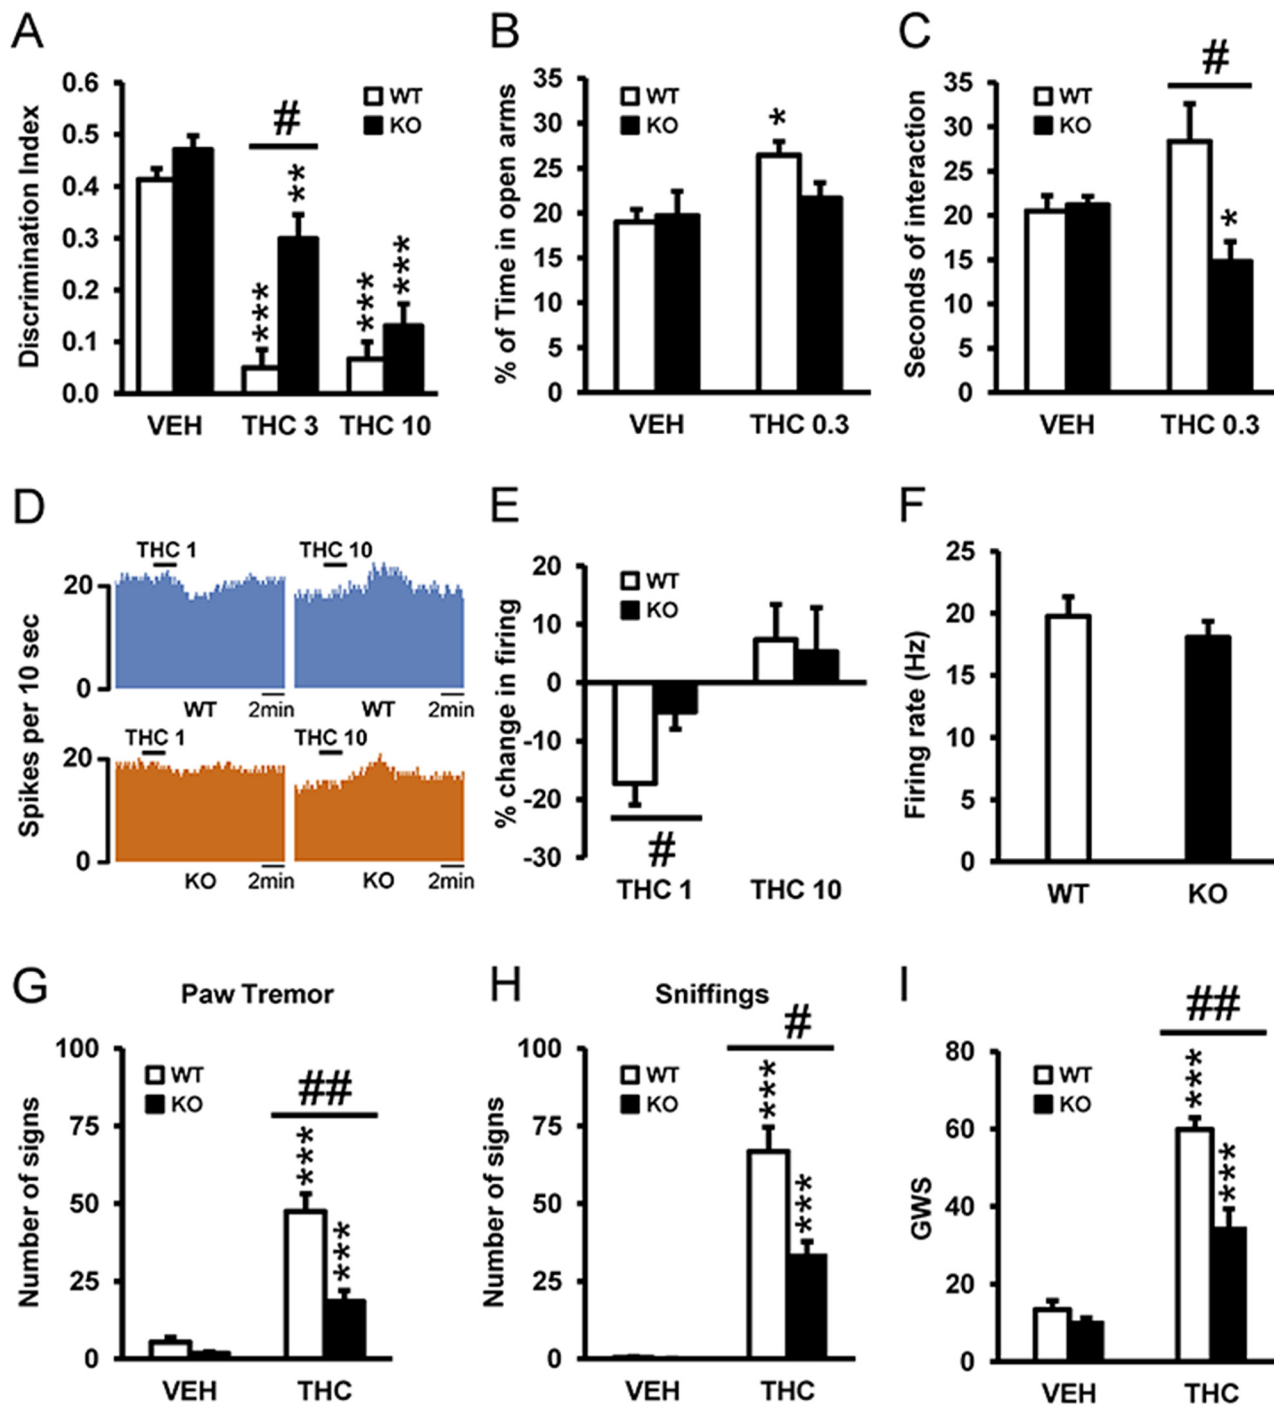 A
Discrimination Index
0.6
0.5
0.4
0.3
0.2
0.1
0.0
WT
KO
#
***
**
***
***
VEH THC 3 THC 10
B
% of Time in open arms
35
30
25
20
15
10
5
0
WT
KO
*
VEH THC 0.3
C
Seconds of interaction
35
30
25
20
15
10
5
0
WT
KO
#
*
VEH THC 0.3
D
Spikes per 10 sec
THC 1 THC 10
20
0
WT 2min WT 2min
THC 1 THC 10
20
0
KO 2min KO 2min
E
% change in firing
20
10
0
-10
-20
-30
WT
KO
#
THC 1 THC 10
F
Firing rate (Hz)
25
20
15
10
5
0
WT KO
G
Paw Tremor
Number of signs
100
75
50
25
0
WT
KO
##
***
***
VEH THC
H
Sniffings
Number of signs
100
75
50
25
0
WT
KO
#
***
***
VEH THC
I
GWS
80
60
40
20
0
WT
KO
##
***
***
VEH THC